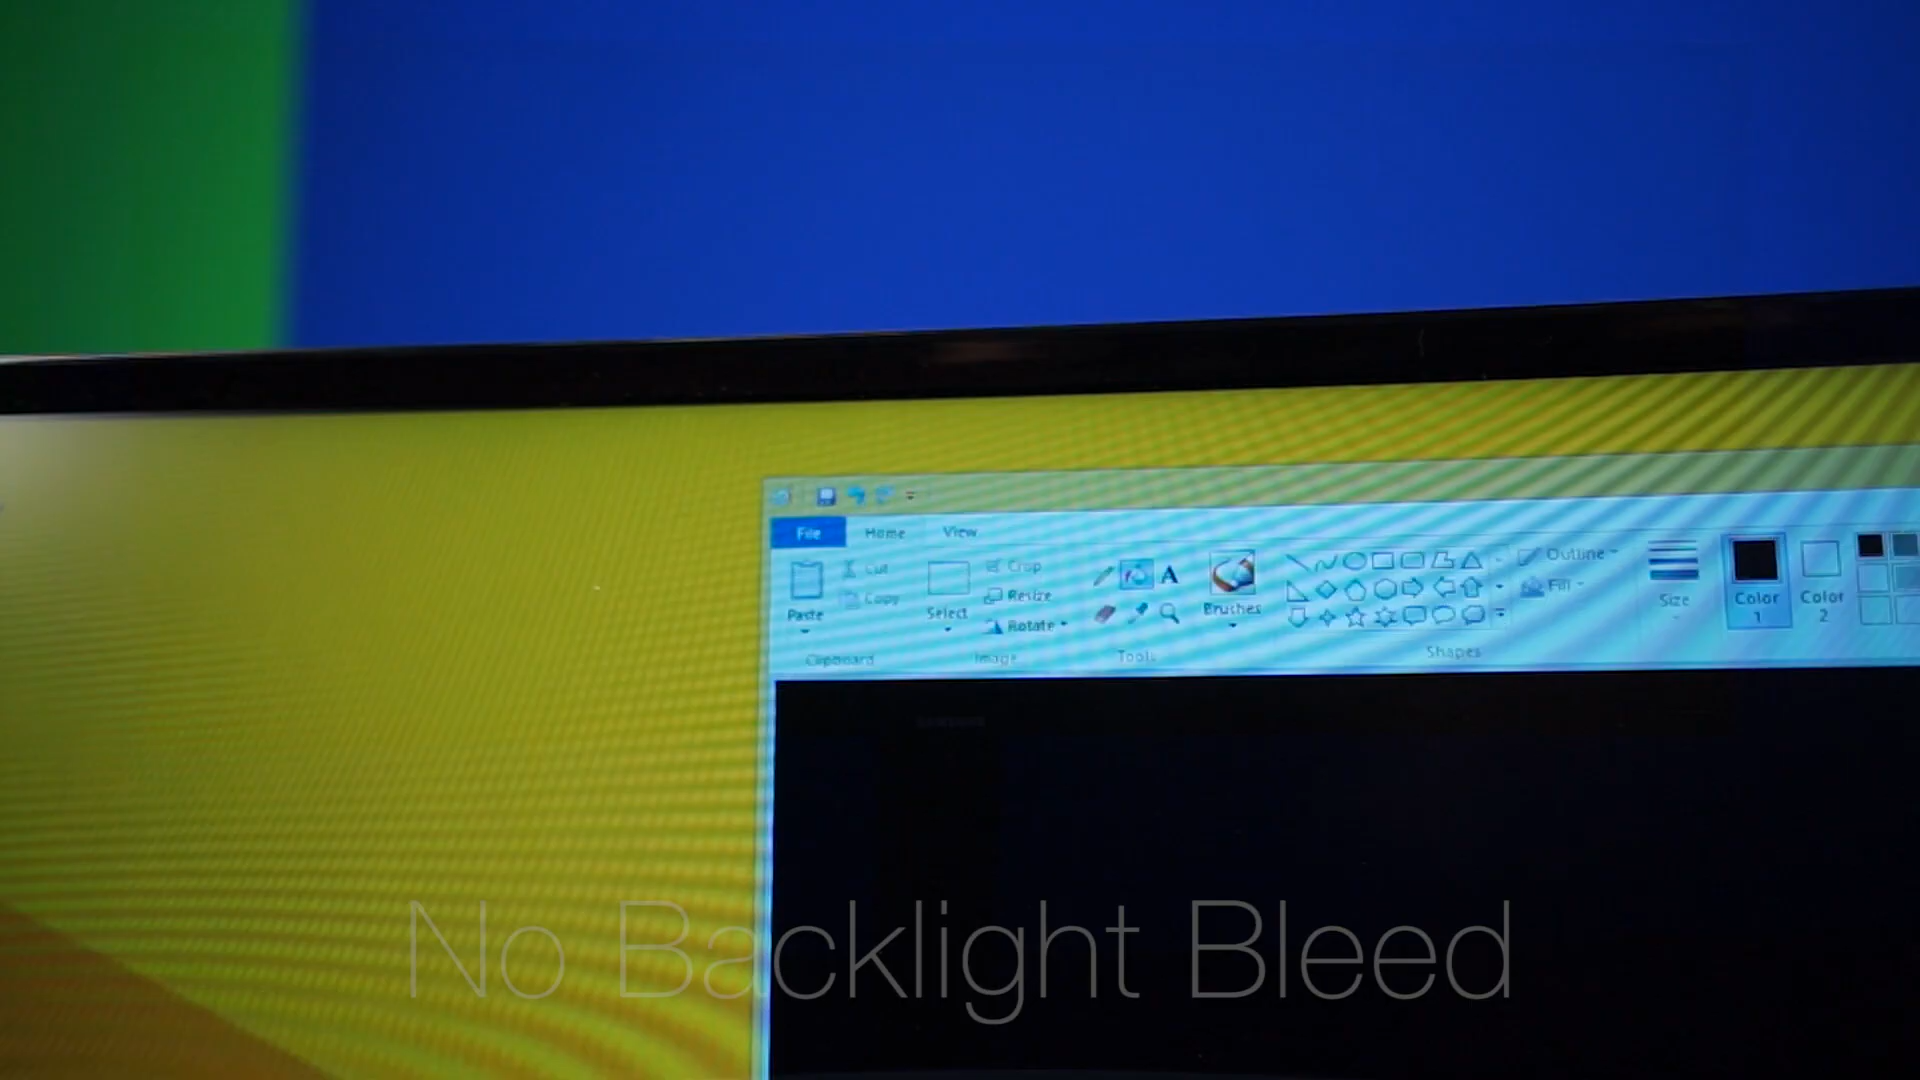 File Home View
Paste
Cut
Copy
Clipboard
Select
Crop
Resize
Rotate
Image
Tools
Brushes
Shapes
Outline
Fill
Size
Color
1
Color
2
No Backlight Bleed